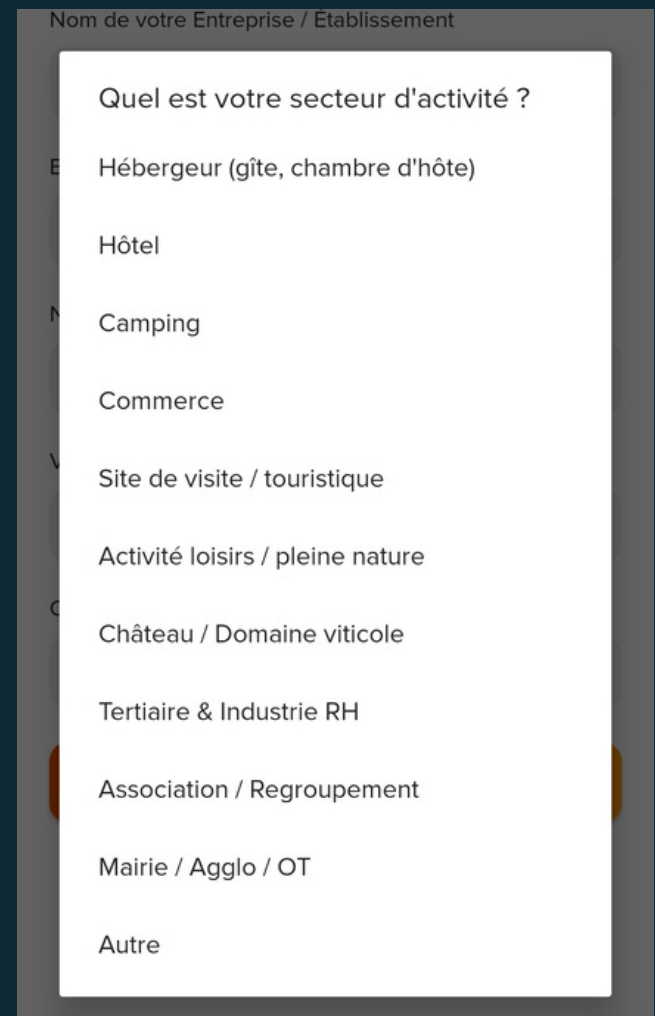 Nom de votre Entreprise / Établissement
Quel est votre secteur d'activité ?
Hébergeur (gîte, chambre d'hôte)
Hôtel
Camping
Commerce
Site de visite / touristique
Activité loisirs / pleine nature
Château / Domaine viticole
Tertiaire & Industrie RH
Association / Regroupement
Mairie / Agglo / OT
Autre